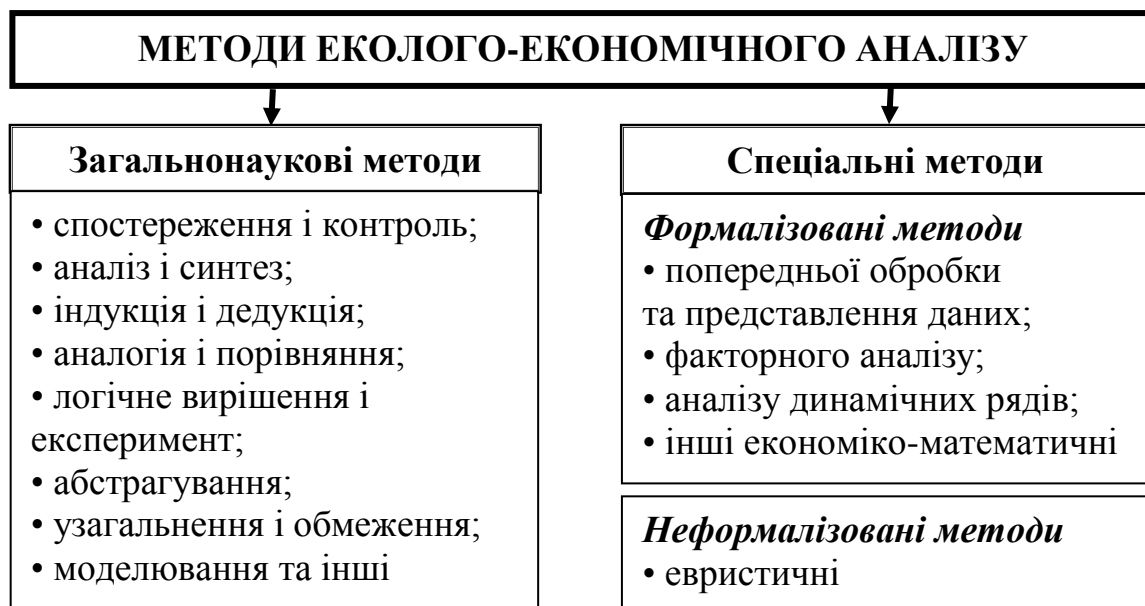 МЕТОДИ ЕКОЛОГО-ЕКОНОМІЧНОГО АНАЛІЗУ
Загальнонаукові методи
• спостереження і контроль;
• аналіз і синтез;
• індукція і дедукція;
• аналогія і порівняння;
• логічне вирішення і
експеримент;
• абстрагування;
• узагальнення і обмеження;
• моделювання та інші
Спеціальні методи
Формалізовані методи
• попередньої обробки
та представлення даних;
• факторного аналізу;
• аналізу динамічних рядів;
• інші економіко-математичні
Неформалізовані методи
• евристичні